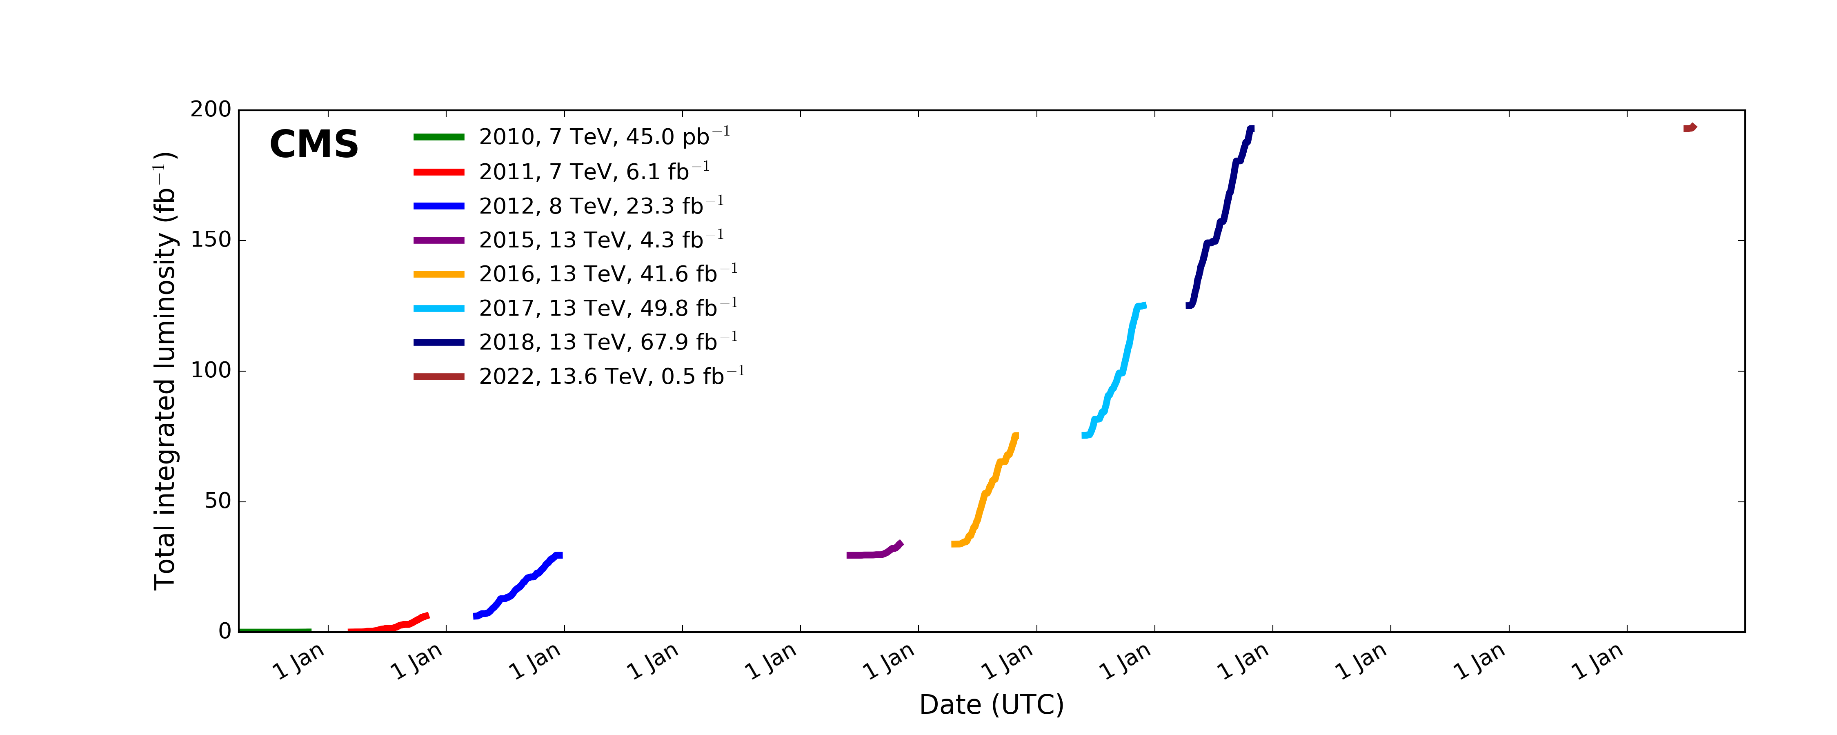 CMS
2010, 7 TeV, 45.0 pb⁻¹
2011, 7 TeV, 6.1 fb⁻¹
2012, 8 TeV, 23.3 fb⁻¹
2015, 13 TeV, 4.3 fb⁻¹
2016, 13 TeV, 41.6 fb⁻¹
2017, 13 TeV, 49.8 fb⁻¹
2018, 13 TeV, 67.9 fb⁻¹
2022, 13.6 TeV, 0.5 fb⁻¹
Total integrated luminosity (fb⁻¹)
200
150
100
50
0
1 Jan
1 Jan
1 Jan
1 Jan
1 Jan
1 Jan
1 Jan
1 Jan
1 Jan
1 Jan
1 Jan
1 Jan
Date (UTC)